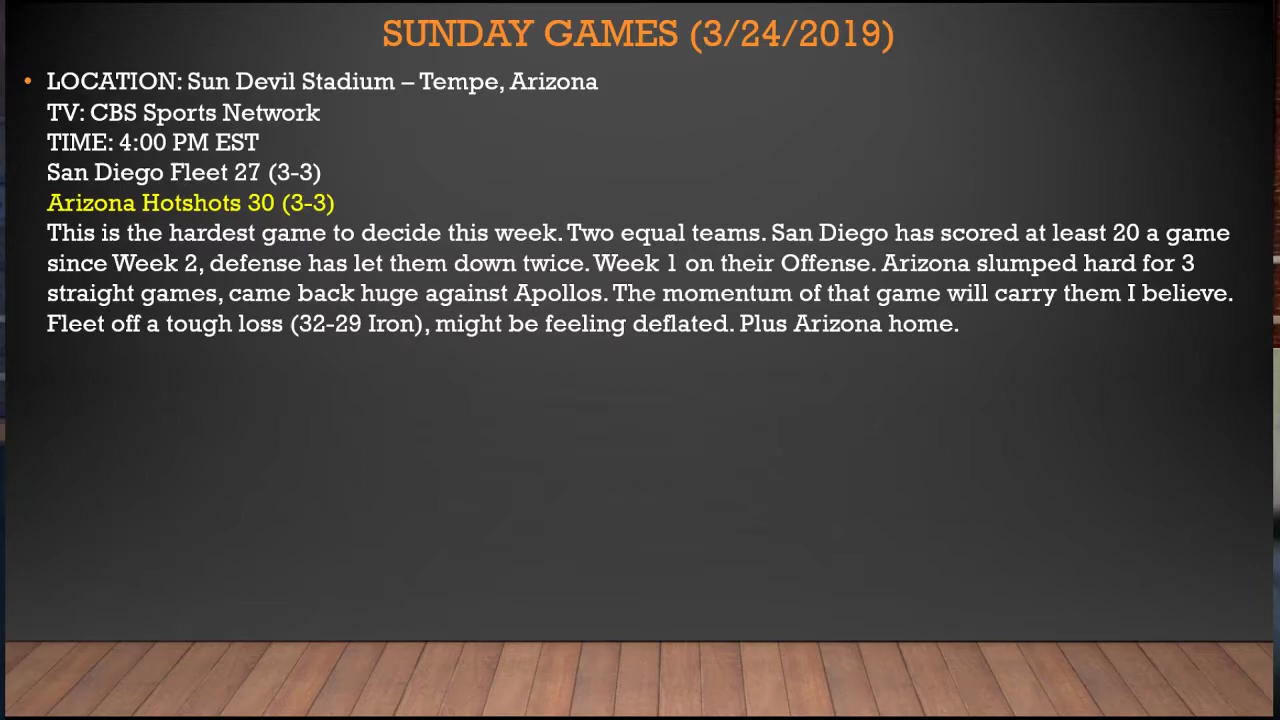 SUNDAY GAMES (3/24/2019)
• LOCATION: Sun Devil Stadium – Tempe, Arizona
TV: CBS Sports Network
TIME: 4:00 PM EST
San Diego Fleet 27 (3-3)
Arizona Hotshots 30 (3-3)
This is the hardest game to decide this week. Two equal teams. San Diego has scored at least 20 a game
since Week 2, defense has let them down twice. Week 1 on their Offense. Arizona slumped hard for 3
straight games, came back huge against Apollos. The momentum of that game will carry them I believe.
Fleet off a tough loss (32-29 Iron), might be feeling deflated. Plus Arizona home.